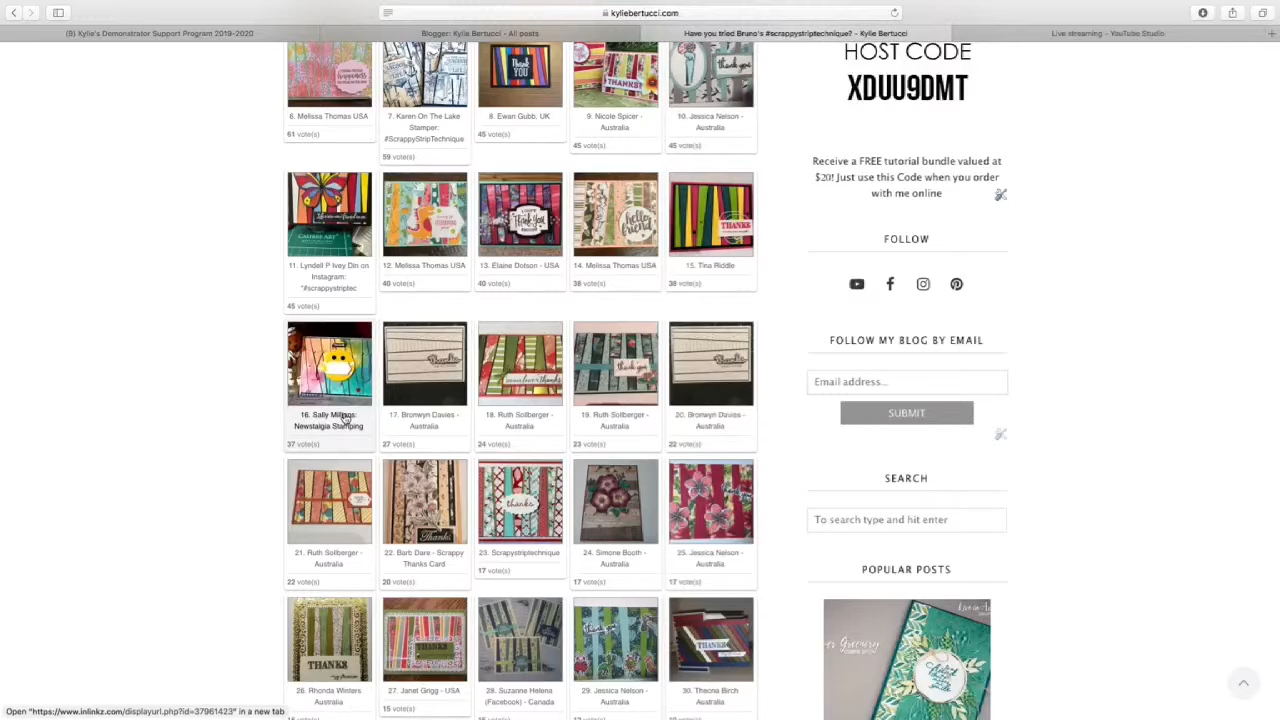 kyliebertucci.com
(9) Kylie's Demonstrator Support Program 2019-2020
Blogger: Kylie Bertucci - All posts
Have you tried Bruno's #scrappystriptechnique? - Kylie Bertucci
Live streaming - YouTube Studio
6. Melissa Thomas USA
61 vote(s)
7. Karen On The Lake
Stamper:
#ScrappyStripTechnique
59 vote(s)
8. Ewan Gubb, UK
45 vote(s)
9. Nicole Spicer -
Australia
45 vote(s)
10. Jessica Nelson -
Australia
45 vote(s)
11. Lyndell P Ivey Din on
Instagram:
"#scrappystriptec
45 vote(s)
12. Melissa Thomas USA
40 vote(s)
13. Elaine Dotson - USA
40 vote(s)
14. Melissa Thomas USA
38 vote(s)
15. Tina Riddle
38 vote(s)
16. Sally Millions:
Newstalgia Stamping
37 vote(s)
17. Bronwyn Davies -
Australia
27 vote(s)
18. Ruth Sollberger -
Australia
24 vote(s)
19. Ruth Sollberger -
Australia
23 vote(s)
20. Bronwyn Davies -
Australia
22 vote(s)
21. Ruth Sollberger -
Australia
22 vote(s)
22. Barb Dare - Scrappy
Thanks Card
20 vote(s)
23. Scrapystriptechnique
17 vote(s)
24. Simone Booth -
Australia
17 vote(s)
25. Jessica Nelson -
Australia
17 vote(s)
26. Rhonda Winters
Australia
27. Janet Grigg - USA
15 vote(s)
28. Suzanne Helena
(Facebook) - Canada
29. Jessica Nelson -
Australia
30. Theona Birch
Australia
HOST CODE
XDUU9DMT
Receive a FREE tutorial bundle valued at
$20! Just use this Code when you order
with me online
FOLLOW
FOLLOW MY BLOG BY EMAIL
Email address...
SUBMIT
SEARCH
To search type and hit enter
POPULAR POSTS
Open "https://www.inlinkz.com/displayurl.php?id=37961423" in a new tab